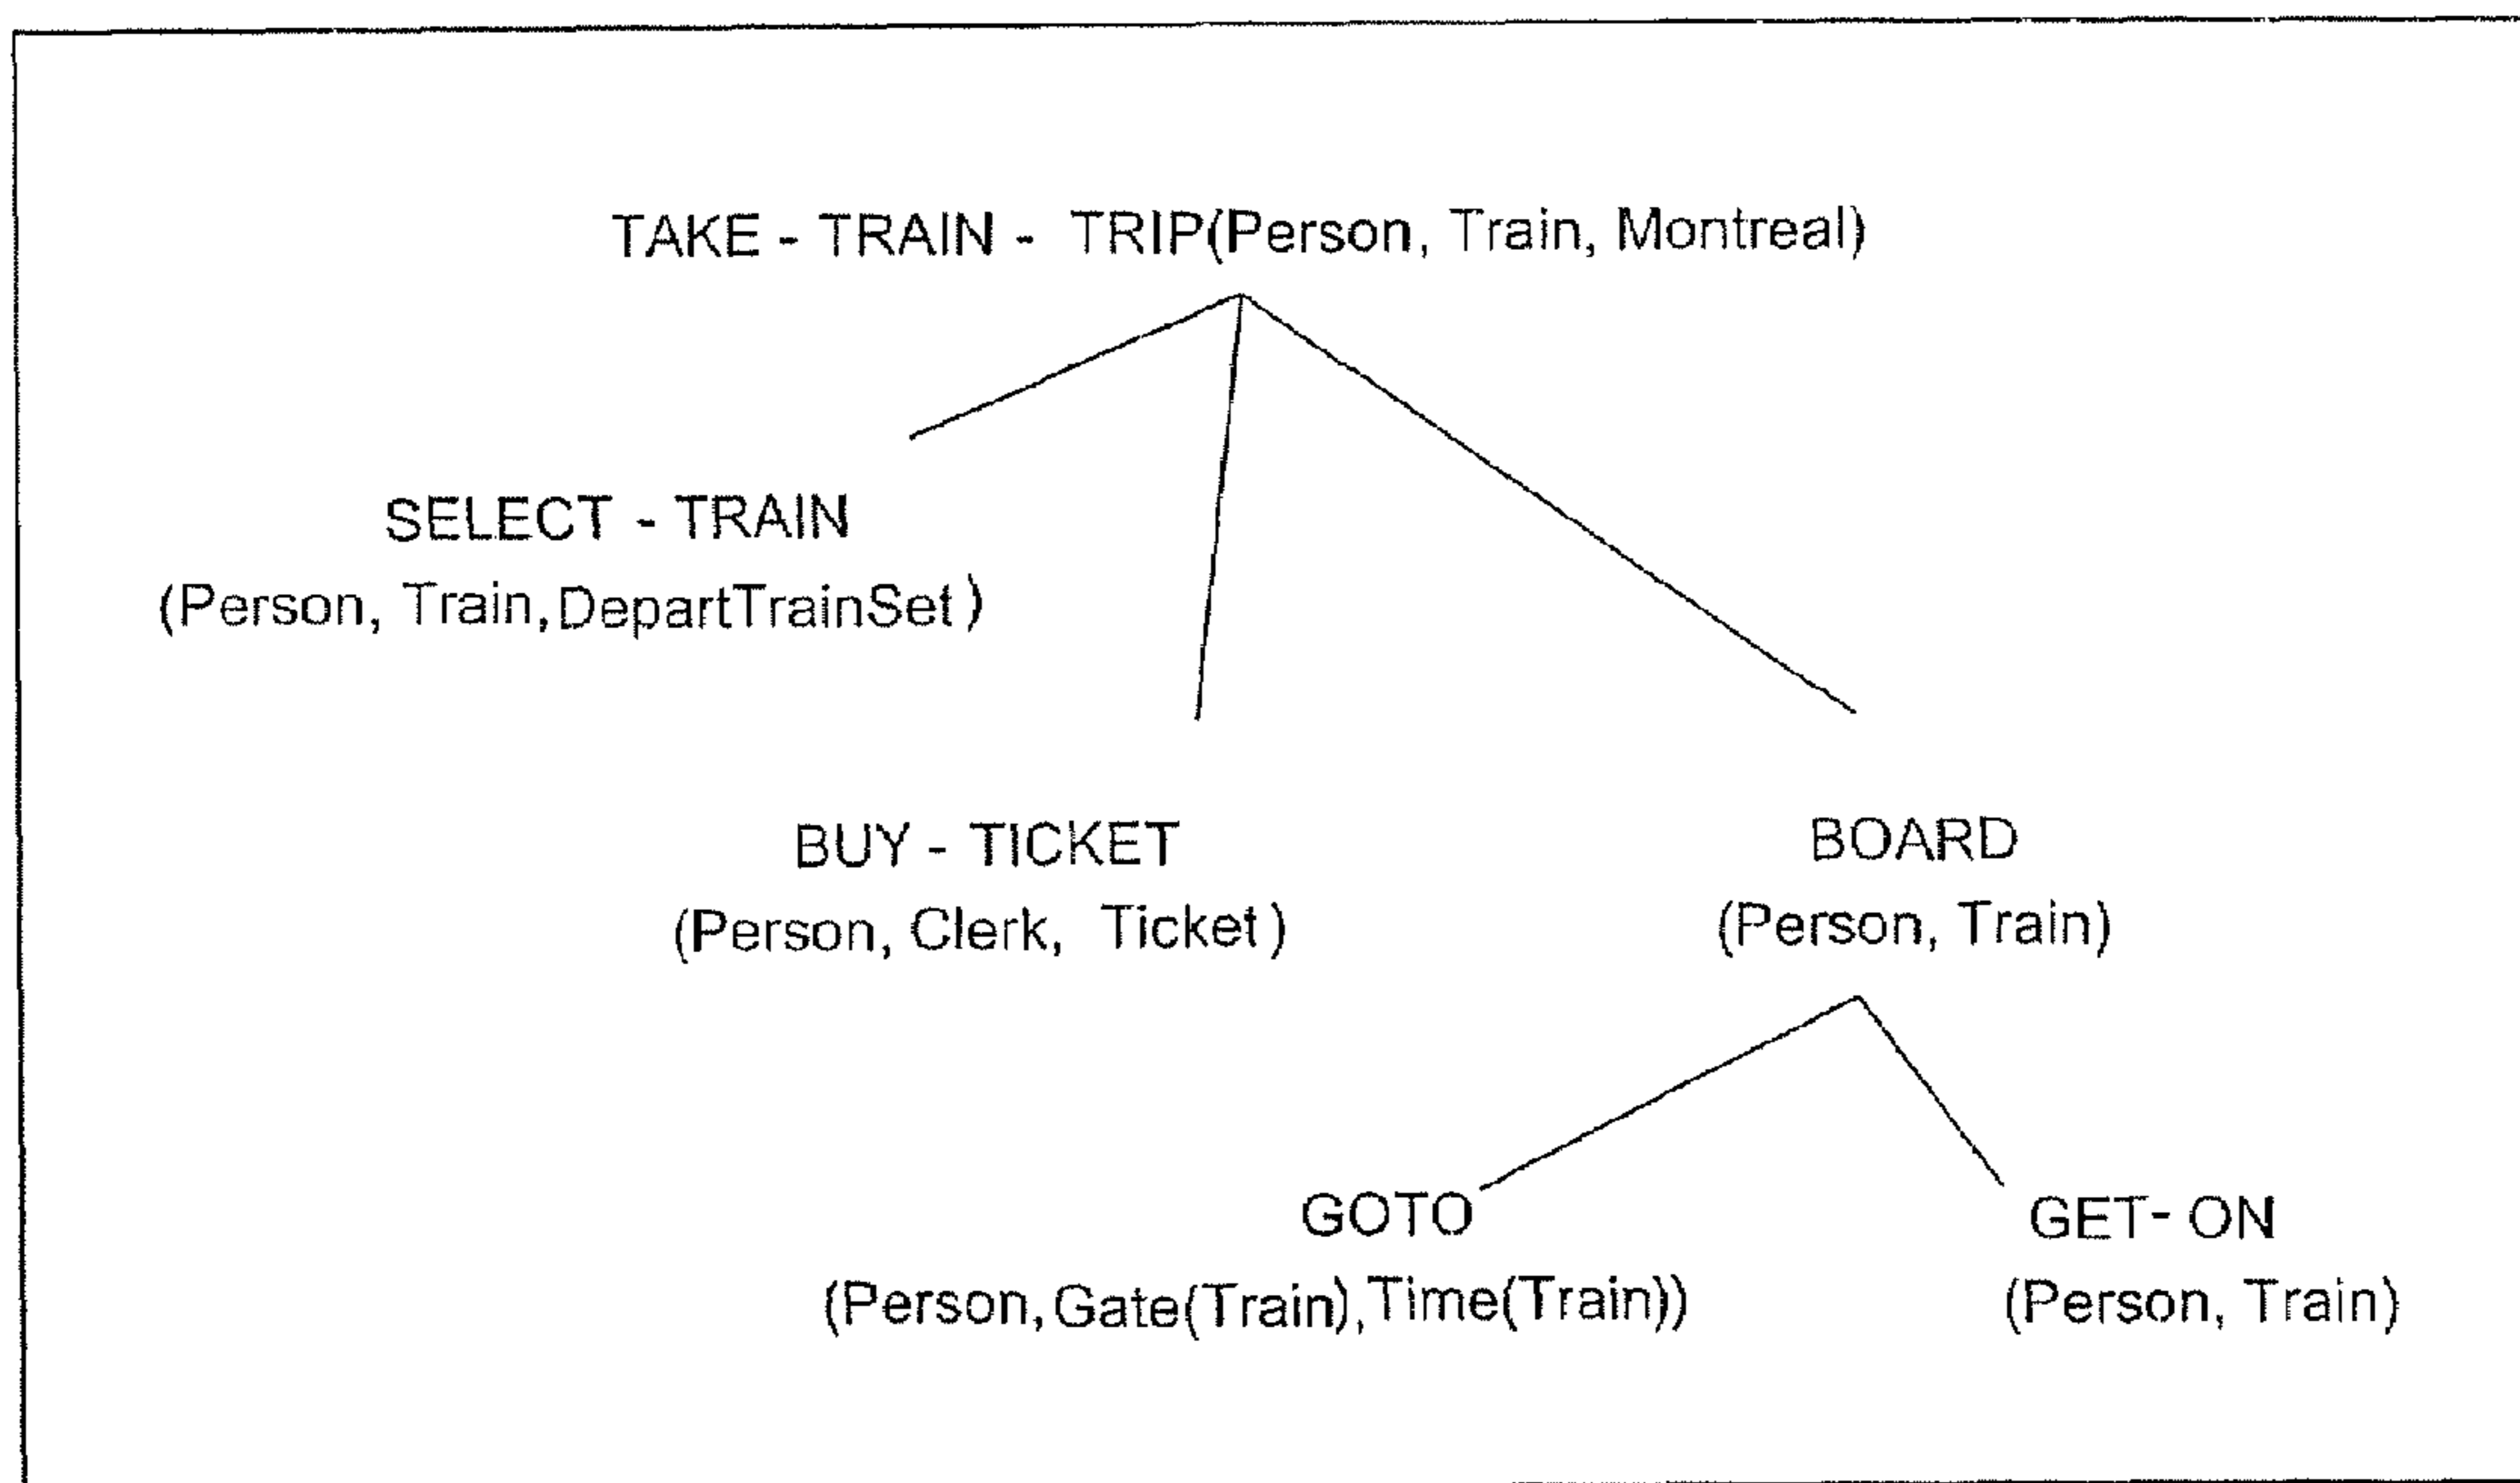 TAKE - TRAIN - TRIP(Person, Train, Montreal)
SELECT - TRAIN
(Person, Train, DepartTrainSet)
BUY - TICKET
(Person, Clerk, Ticket)
BOARD
(Person, Train)
GOTO
(Person, Gate(Train), Time(Train))
GET- ON
(Person, Train)